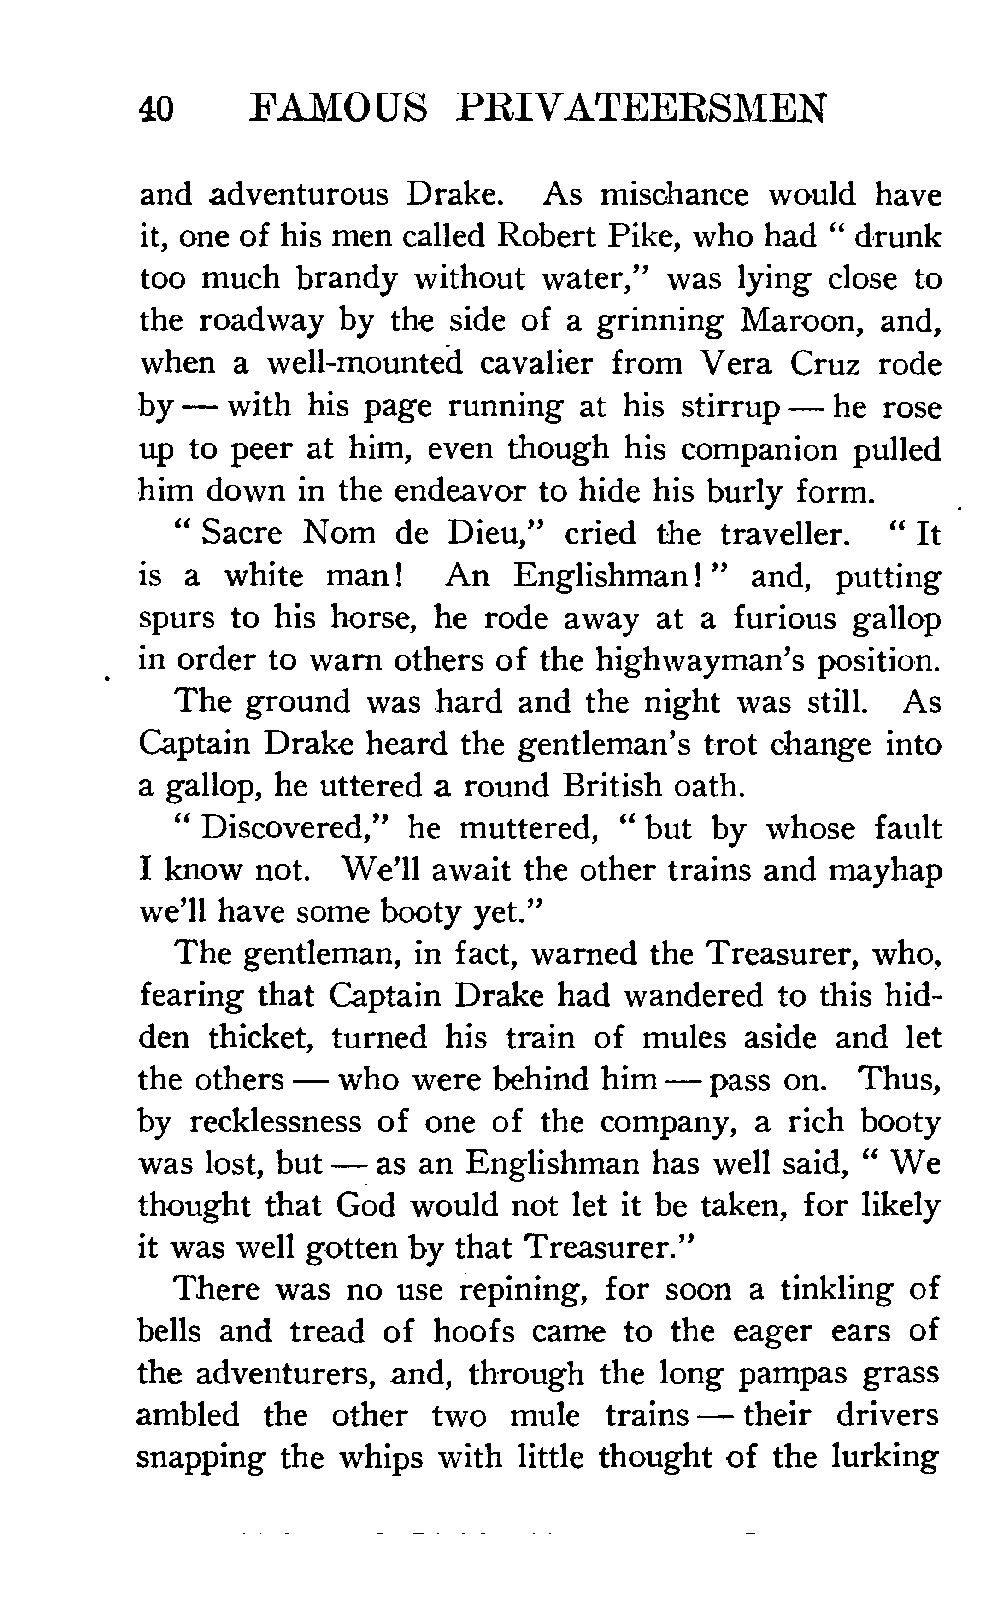 40 FAMOUS PRIVATEERSMEN
and adventurous Drake. As mischance would have
it, one of his men called Robert Pike, who had " drunk
too much brandy without water," was lying close to
the roadway by the side of a grinning Maroon, and,
when a well-mounted cavalier from Vera Cruz rode
by — with his page running at his stirrup — he rose
up to peer at him, even though his companion pulled
him down in the endeavor to hide his burly form.
" Sacre Nom de Dieu," cried the traveller. " It
is a white man! An Englishman! " and, putting
spurs to his horse, he rode away at a furious gallop
in order to warn others of the highwayman's position.
The ground was hard and the night was still. As
Captain Drake heard the gentleman's trot change into
a gallop, he uttered a round British oath.
" Discovered," he muttered, " but by whose fault
I know not. We'll await the other trains and mayhap
we'll have some booty yet."
The gentleman, in fact, warned the Treasurer, who,
fearing that Captain Drake had wandered to this hid-
den thicket, turned his train of mules aside and let
the others — who were behind him — pass on. Thus,
by recklessness of one of the company, a rich booty
was lost, but — as an Englishman has well said, " We
thought that God would not let it be taken, for likely
it was well gotten by that Treasurer."
There was no use repining, for soon a tinkling of
bells and tread of hoofs came to the eager ears of
the adventurers, and, through the long pampas grass
ambled the other two mule trains — their drivers
snapping the whips with little thought of the lurking